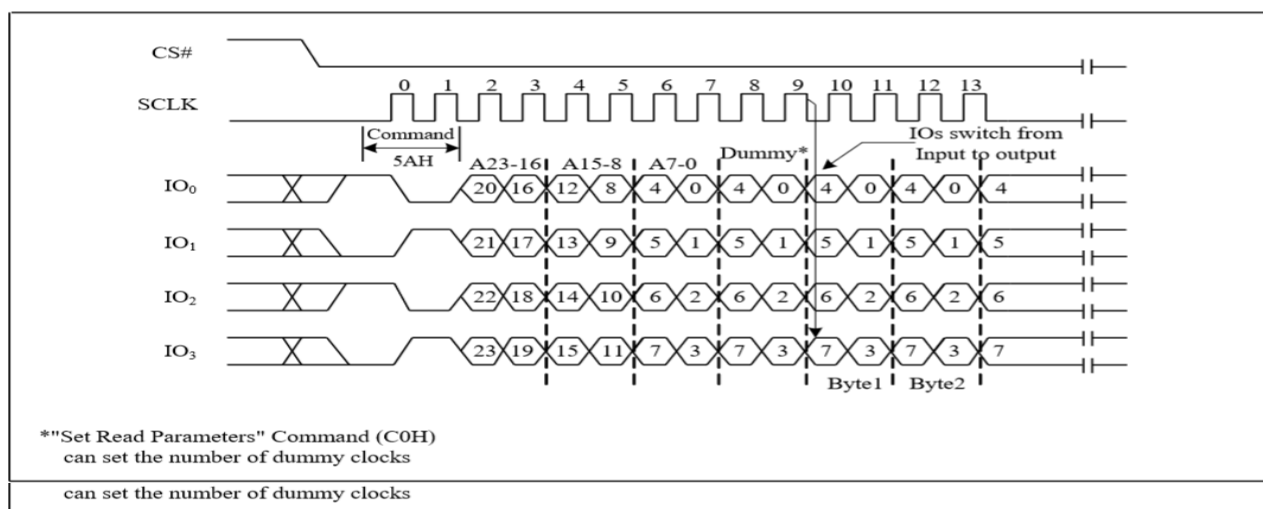 CS#
0 1 2 3 4 5 6 7 8 9 10 11 12 13
SCLK
Command
IOs switch from
5AH
A23-16 A15-8 A7-0 Dummy* Input to output
IO0 20 16 12 8 4 0 4 0 4 0 4 0 4
IO1 21 17 13 9 5 1 5 1 5 1 5 1 5
IO2 22 18 14 10 6 2 6 2 6 2 6 2 6
IO3 23 19 15 11 7 3 7 3 7 3 7 3 7
Byte1 Byte2
*"Set Read Parameters" Command (C0H)
can set the number of dummy clocks
can set the number of dummy clocks